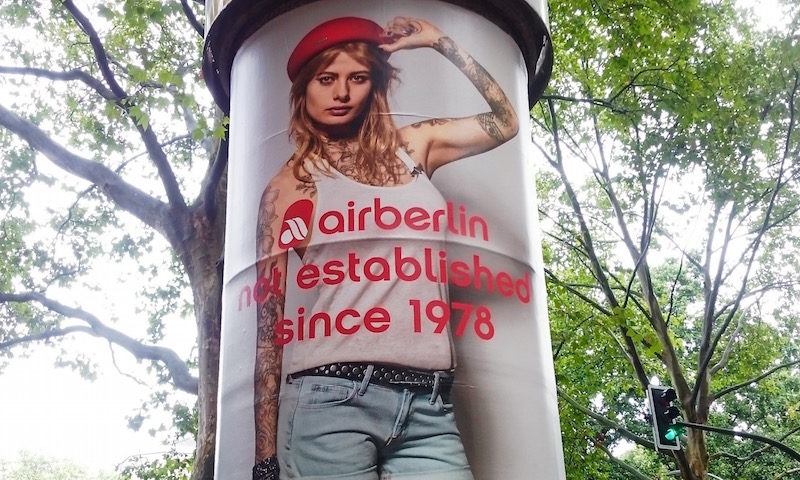 airberlin
not established
since 1978